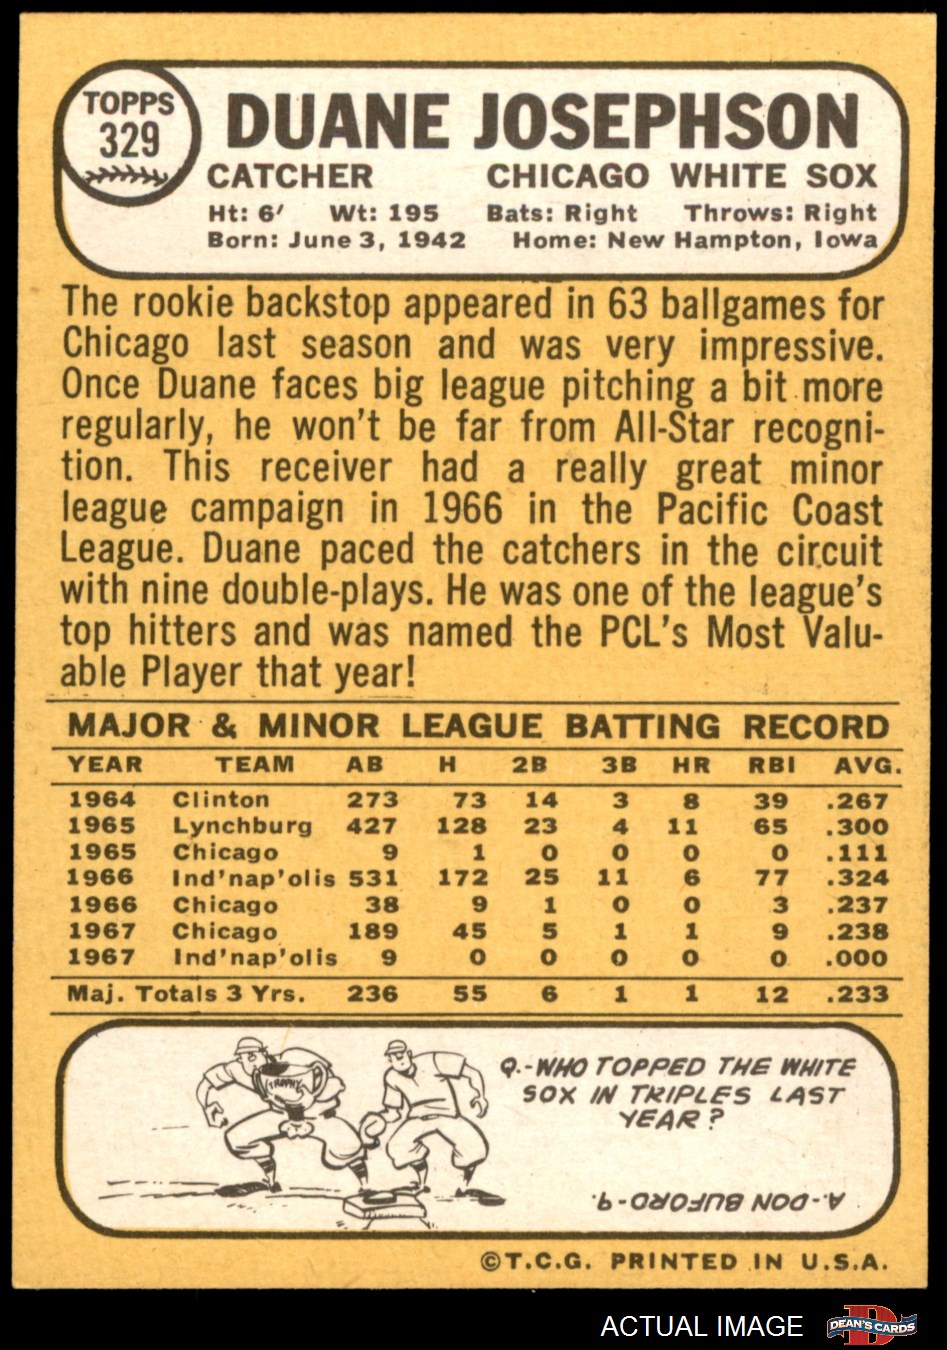 TOPPS
329
DUANE JOSEPHSON
CATCHER CHICAGO WHITE SOX
Ht: 6' Wt: 195 Bats: Right Throws: Right
Born: June 3, 1942 Home: New Hampton, Iowa
The rookie backstop appeared in 63 ballgames for
Chicago last season and was very impressive.
Once Duane faces big league pitching a bit more
regularly, he won't be far from All-Star recogni-
tion. This receiver had a really great minor
league campaign in 1966 in the Pacific Coast
League. Duane paced the catchers in the circuit
with nine double-plays. He was one of the league's
top hitters and was named the PCL's Most Valu-
able Player that year!
MAJOR & MINOR LEAGUE BATTING RECORD
YEAR TEAM AB H 2B 3B HR RBI AVG.
1964 Clinton 273 73 14 3 8 39 .267
1965 Lynchburg 427 128 23 4 11 65 .300
1965 Chicago 9 1 0 0 0 0 .111
1966 Ind'nap'olis 531 172 25 11 6 77 .324
1966 Chicago 38 9 1 0 0 3 .237
1967 Chicago 189 45 5 1 1 9 .238
1967 Ind'nap'olis 9 0 0 0 0 0 .000
Maj. Totals 3 Yrs. 236 55 6 1 1 12 .233
TROPHY
Q.-WHO TOPPED THE WHITE
SOX IN TRIPLES LAST
YEAR?
A.-DON BUFORD-9.
©T.C.G. PRINTED IN U.S.A.
ACTUAL IMAGE
D
DEAN'S CARDS